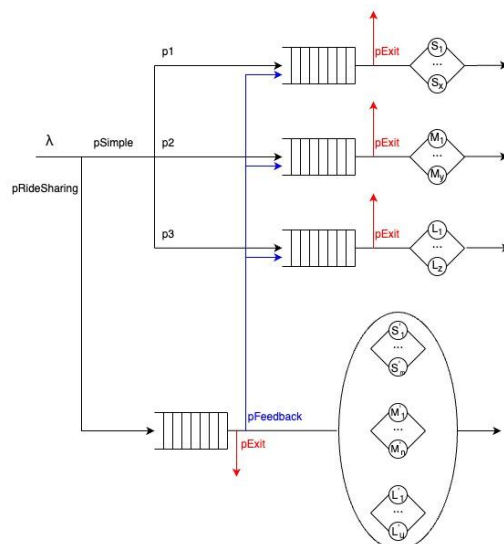 p1
pExit
S1
...
Sx
λ
pSimple
p2
pExit
M1
...
My
pRideSharing
p3
pExit
L1
...
Lz
S'1
...
S'm
pFeedback
pExit
M'1
...
M'n
L'1
...
L'u